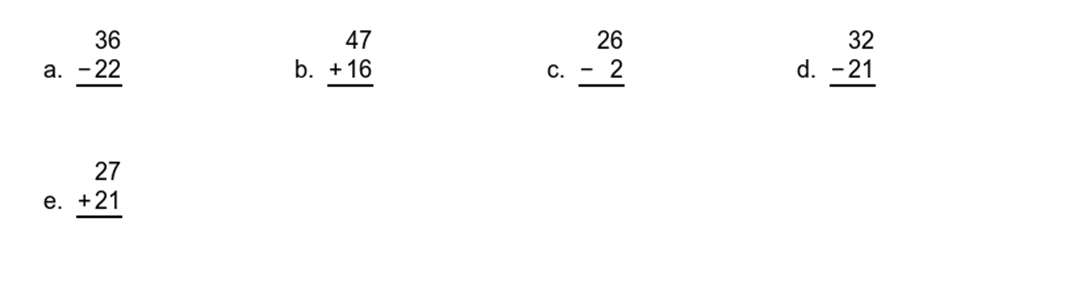 36 47 26 32
a. −22 b. +16 c. − 2 d. −21
27
e. +21